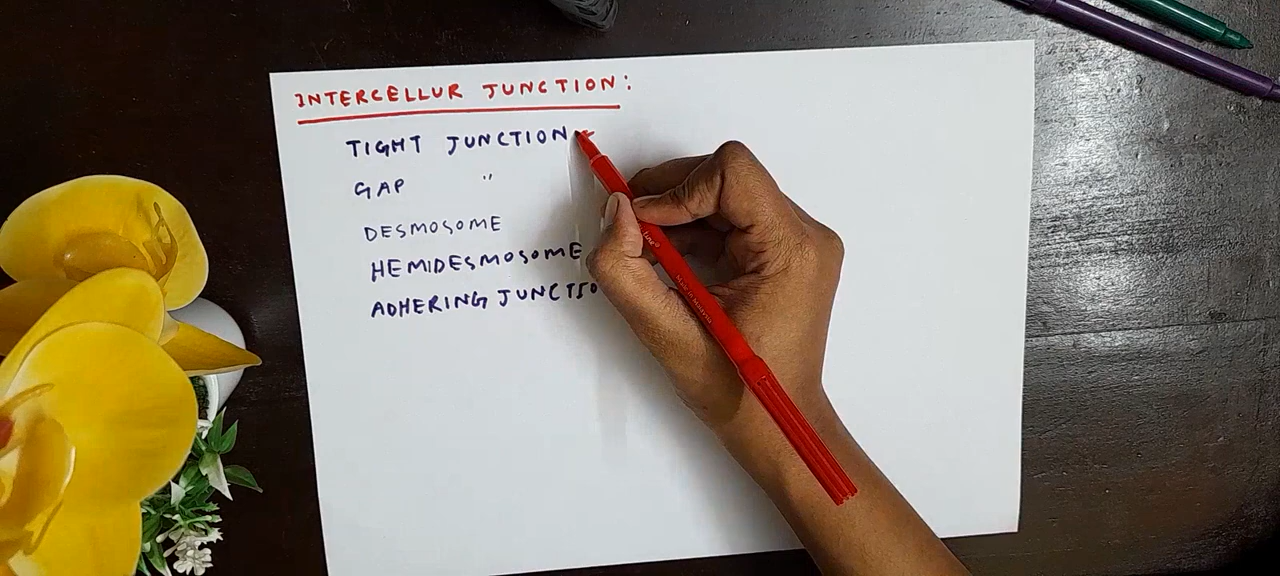 INTERCELLUR JUNCTION:
TIGHT JUNCTION
GAP "
DESMOSOME
HEMIDESMOSOME
ADHERING JUNCTIO